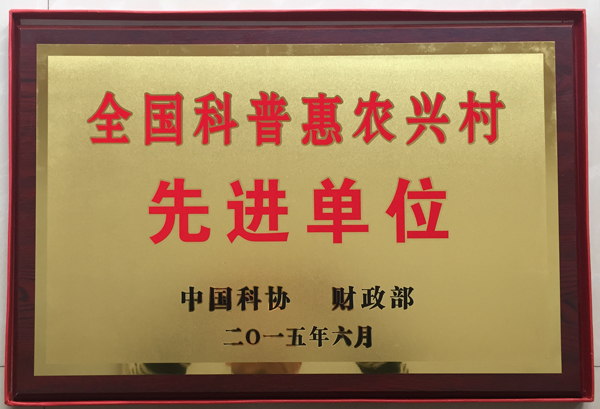 全国科普惠农兴村
先进单位
中国科协 财政部
二〇一五年六月